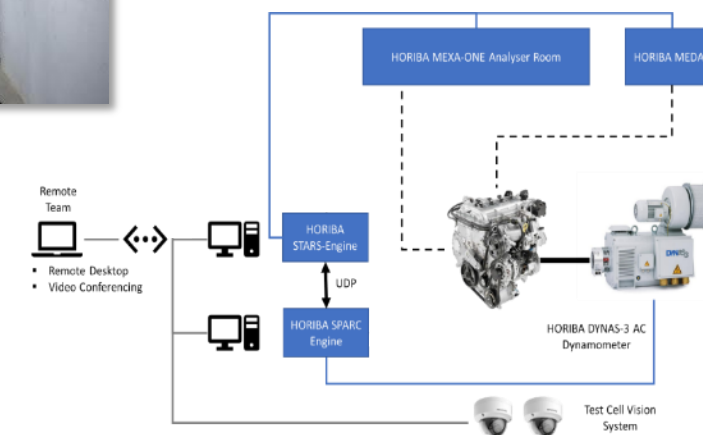 HORIBA MEXA-ONE Analyser Room
HORIBA MEDA
Remote
Team
▪ Remote Desktop
▪ Video Conferencing
HORIBA
STARS-Engine
UDP
HORIBA SPARC
Engine
HORIBA DYNAS-3 AC
Dynamometer
Test Cell Vision
System